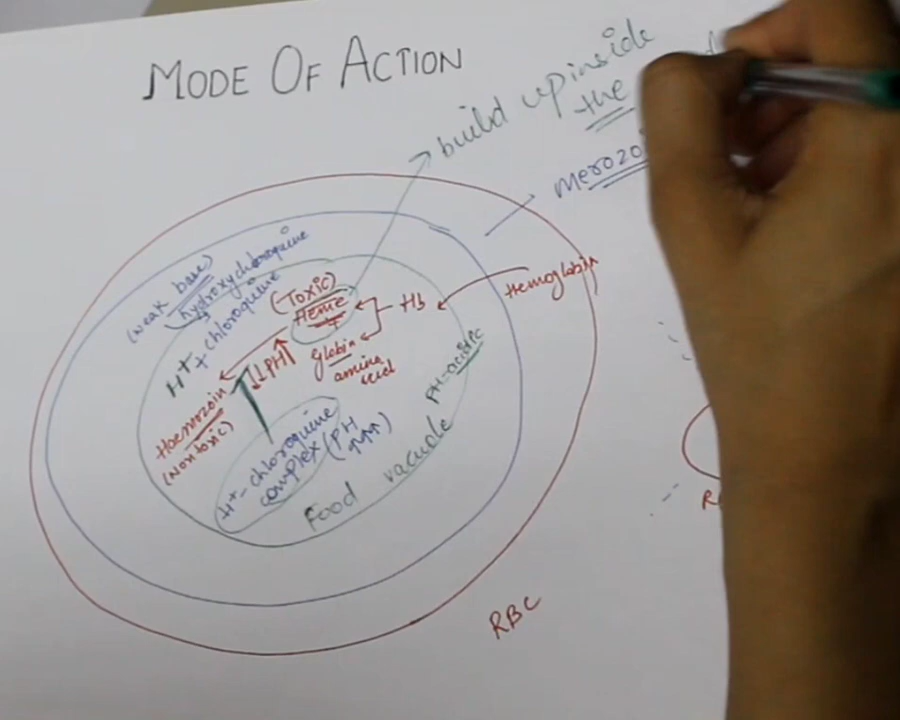 MODE OF ACTION
build up inside
the
Merozo
(weak base)
hydroxychloroquine
H+ + chloroquine
(Toxic)
Heme
+
Globin
amino
acid
Hb
Hemoglobin
PH
Haemozoin
(Nontoxic)
PH-acidic
H+-chloroquine
complex (PH ↑↑↑)
Food vacuole
RBC
R